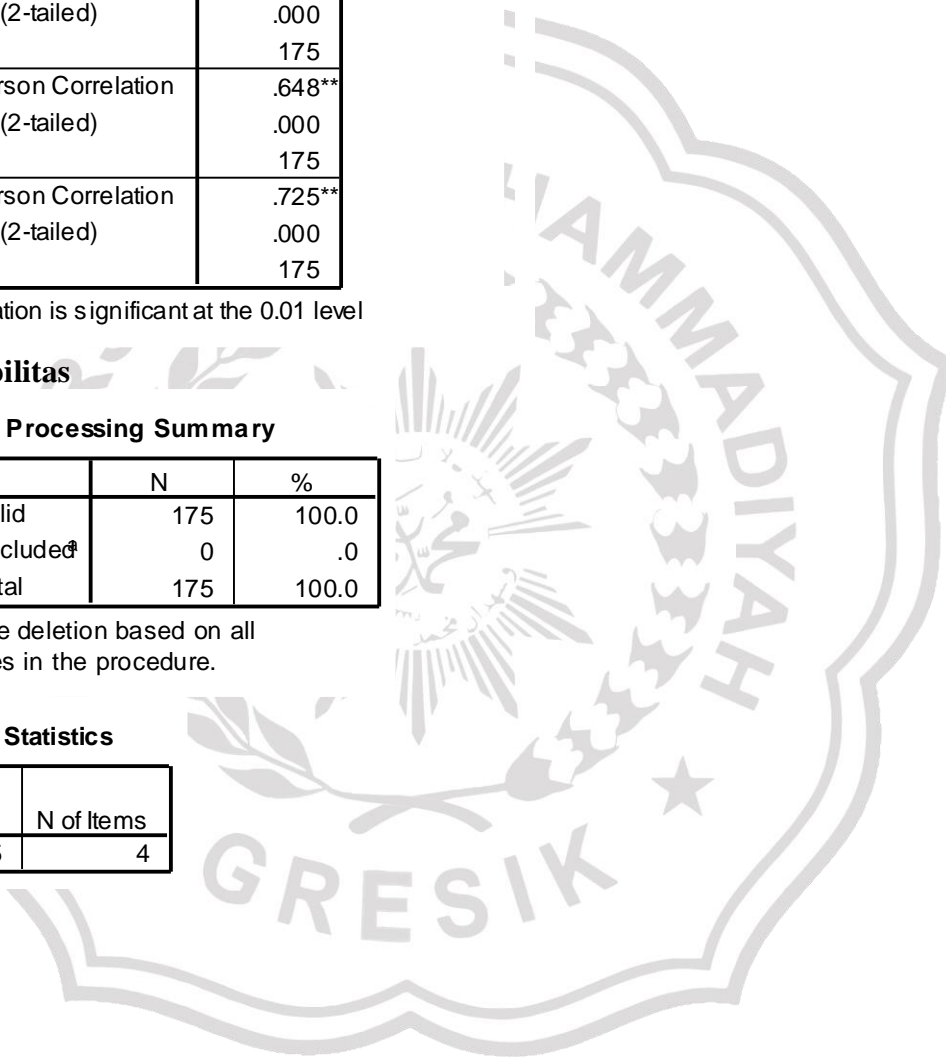 (2-tailed) .000
175
rson Correlation .648**
(2-tailed) .000
175
rson Correlation .725**
(2-tailed) .000
175
ation is significant at the 0.01 level
bilitas
Processing Summary
N %
lid 175 100.0
cluded a 0 .0
tal 175 100.0
e deletion based on all
es in the procedure.
Statistics
N of Items
4
HAMMADIYAH
GRESIK